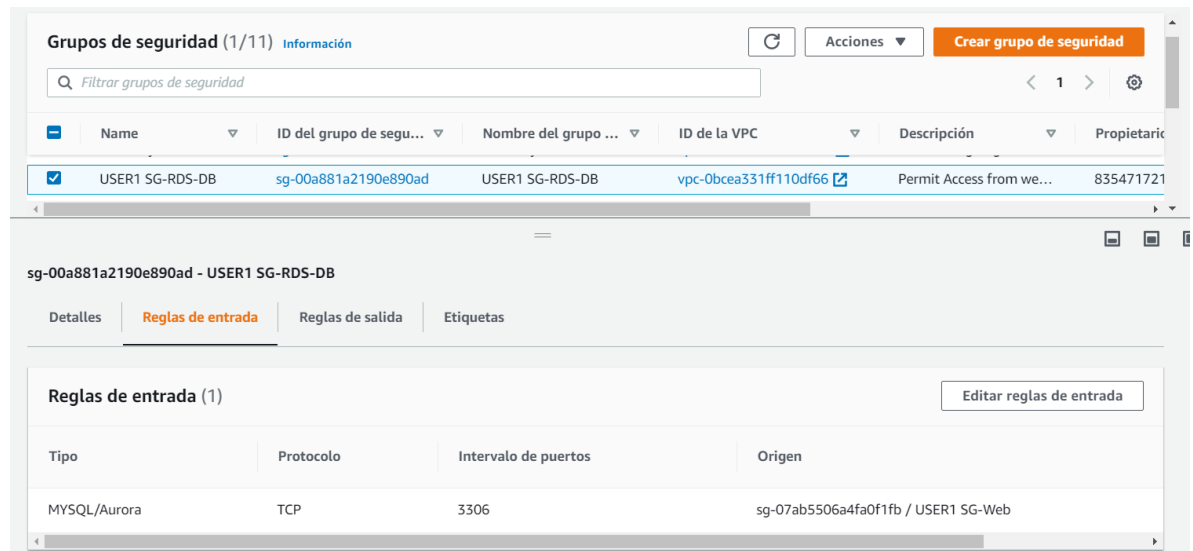 Grupos de seguridad (1/11) Información
Acciones Crear grupo de seguridad
Filtrar grupos de seguridad 1
Name ID del grupo de segu... Nombre del grupo ... ID de la VPC Descripción Propietario
USER1 SG-RDS-DB sg-00a881a2190e890ad USER1 SG-RDS-DB vpc-0bcea331ff110df66 Permit Access from we... 835471721
sg-00a881a2190e890ad - USER1 SG-RDS-DB
Detalles Reglas de entrada Reglas de salida Etiquetas
Reglas de entrada (1) Editar reglas de entrada
Tipo Protocolo Intervalo de puertos Origen
MYSQL/Aurora TCP 3306 sg-07ab5506a4fa0f1fb / USER1 SG-Web